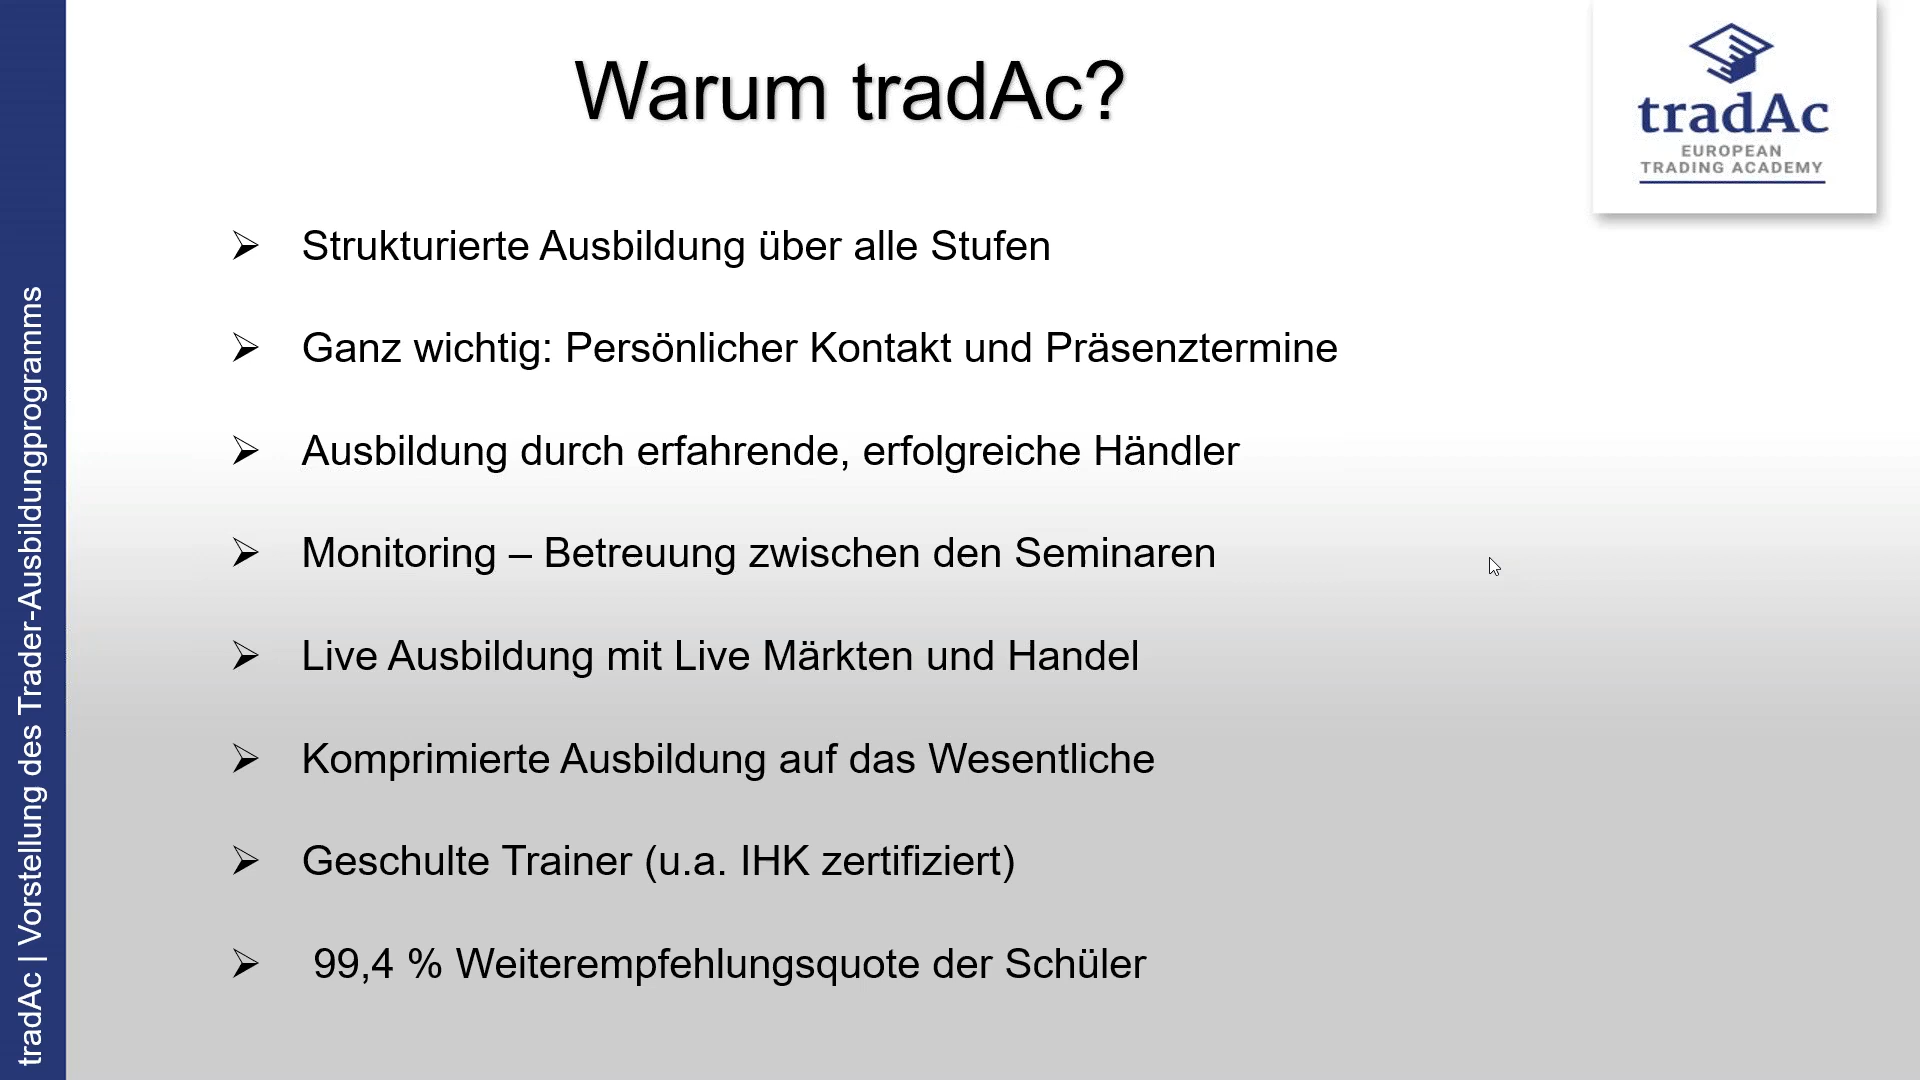 Warum tradAc?
tradAc
EUROPEAN
TRADING ACADEMY
➢ Strukturierte Ausbildung über alle Stufen
➢ Ganz wichtig: Persönlicher Kontakt und Präsenztermine
➢ Ausbildung durch erfahrende, erfolgreiche Händler
➢ Monitoring – Betreuung zwischen den Seminaren
➢ Live Ausbildung mit Live Märkten und Handel
➢ Komprimierte Ausbildung auf das Wesentliche
➢ Geschulte Trainer (u.a. IHK zertifiziert)
➢ 99,4 % Weiterempfehlungsquote der Schüler
tradAc | Vorstellung des Trader-Ausbildungprogramms